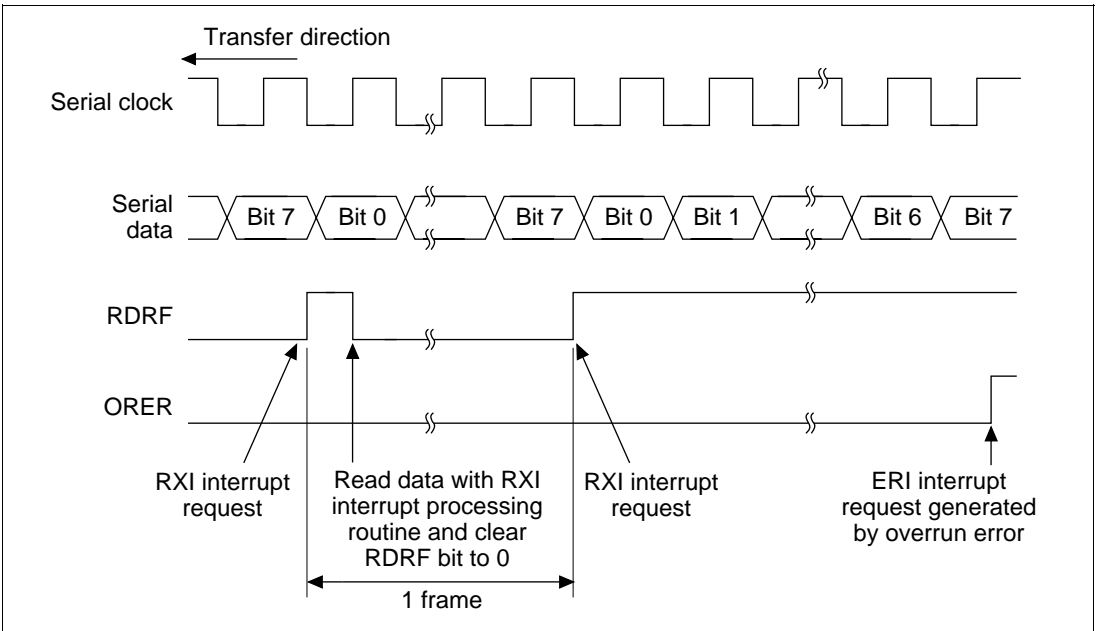 Transfer direction
Serial clock
Serial
data
Bit 7
Bit 0
Bit 7
Bit 0
Bit 1
Bit 6
Bit 7
RDRF
ORER
RXI interrupt
request
Read data with RXI
interrupt processing
routine and clear
RDRF bit to 0
RXI interrupt
request
ERI interrupt
request generated
by overrun error
1 frame